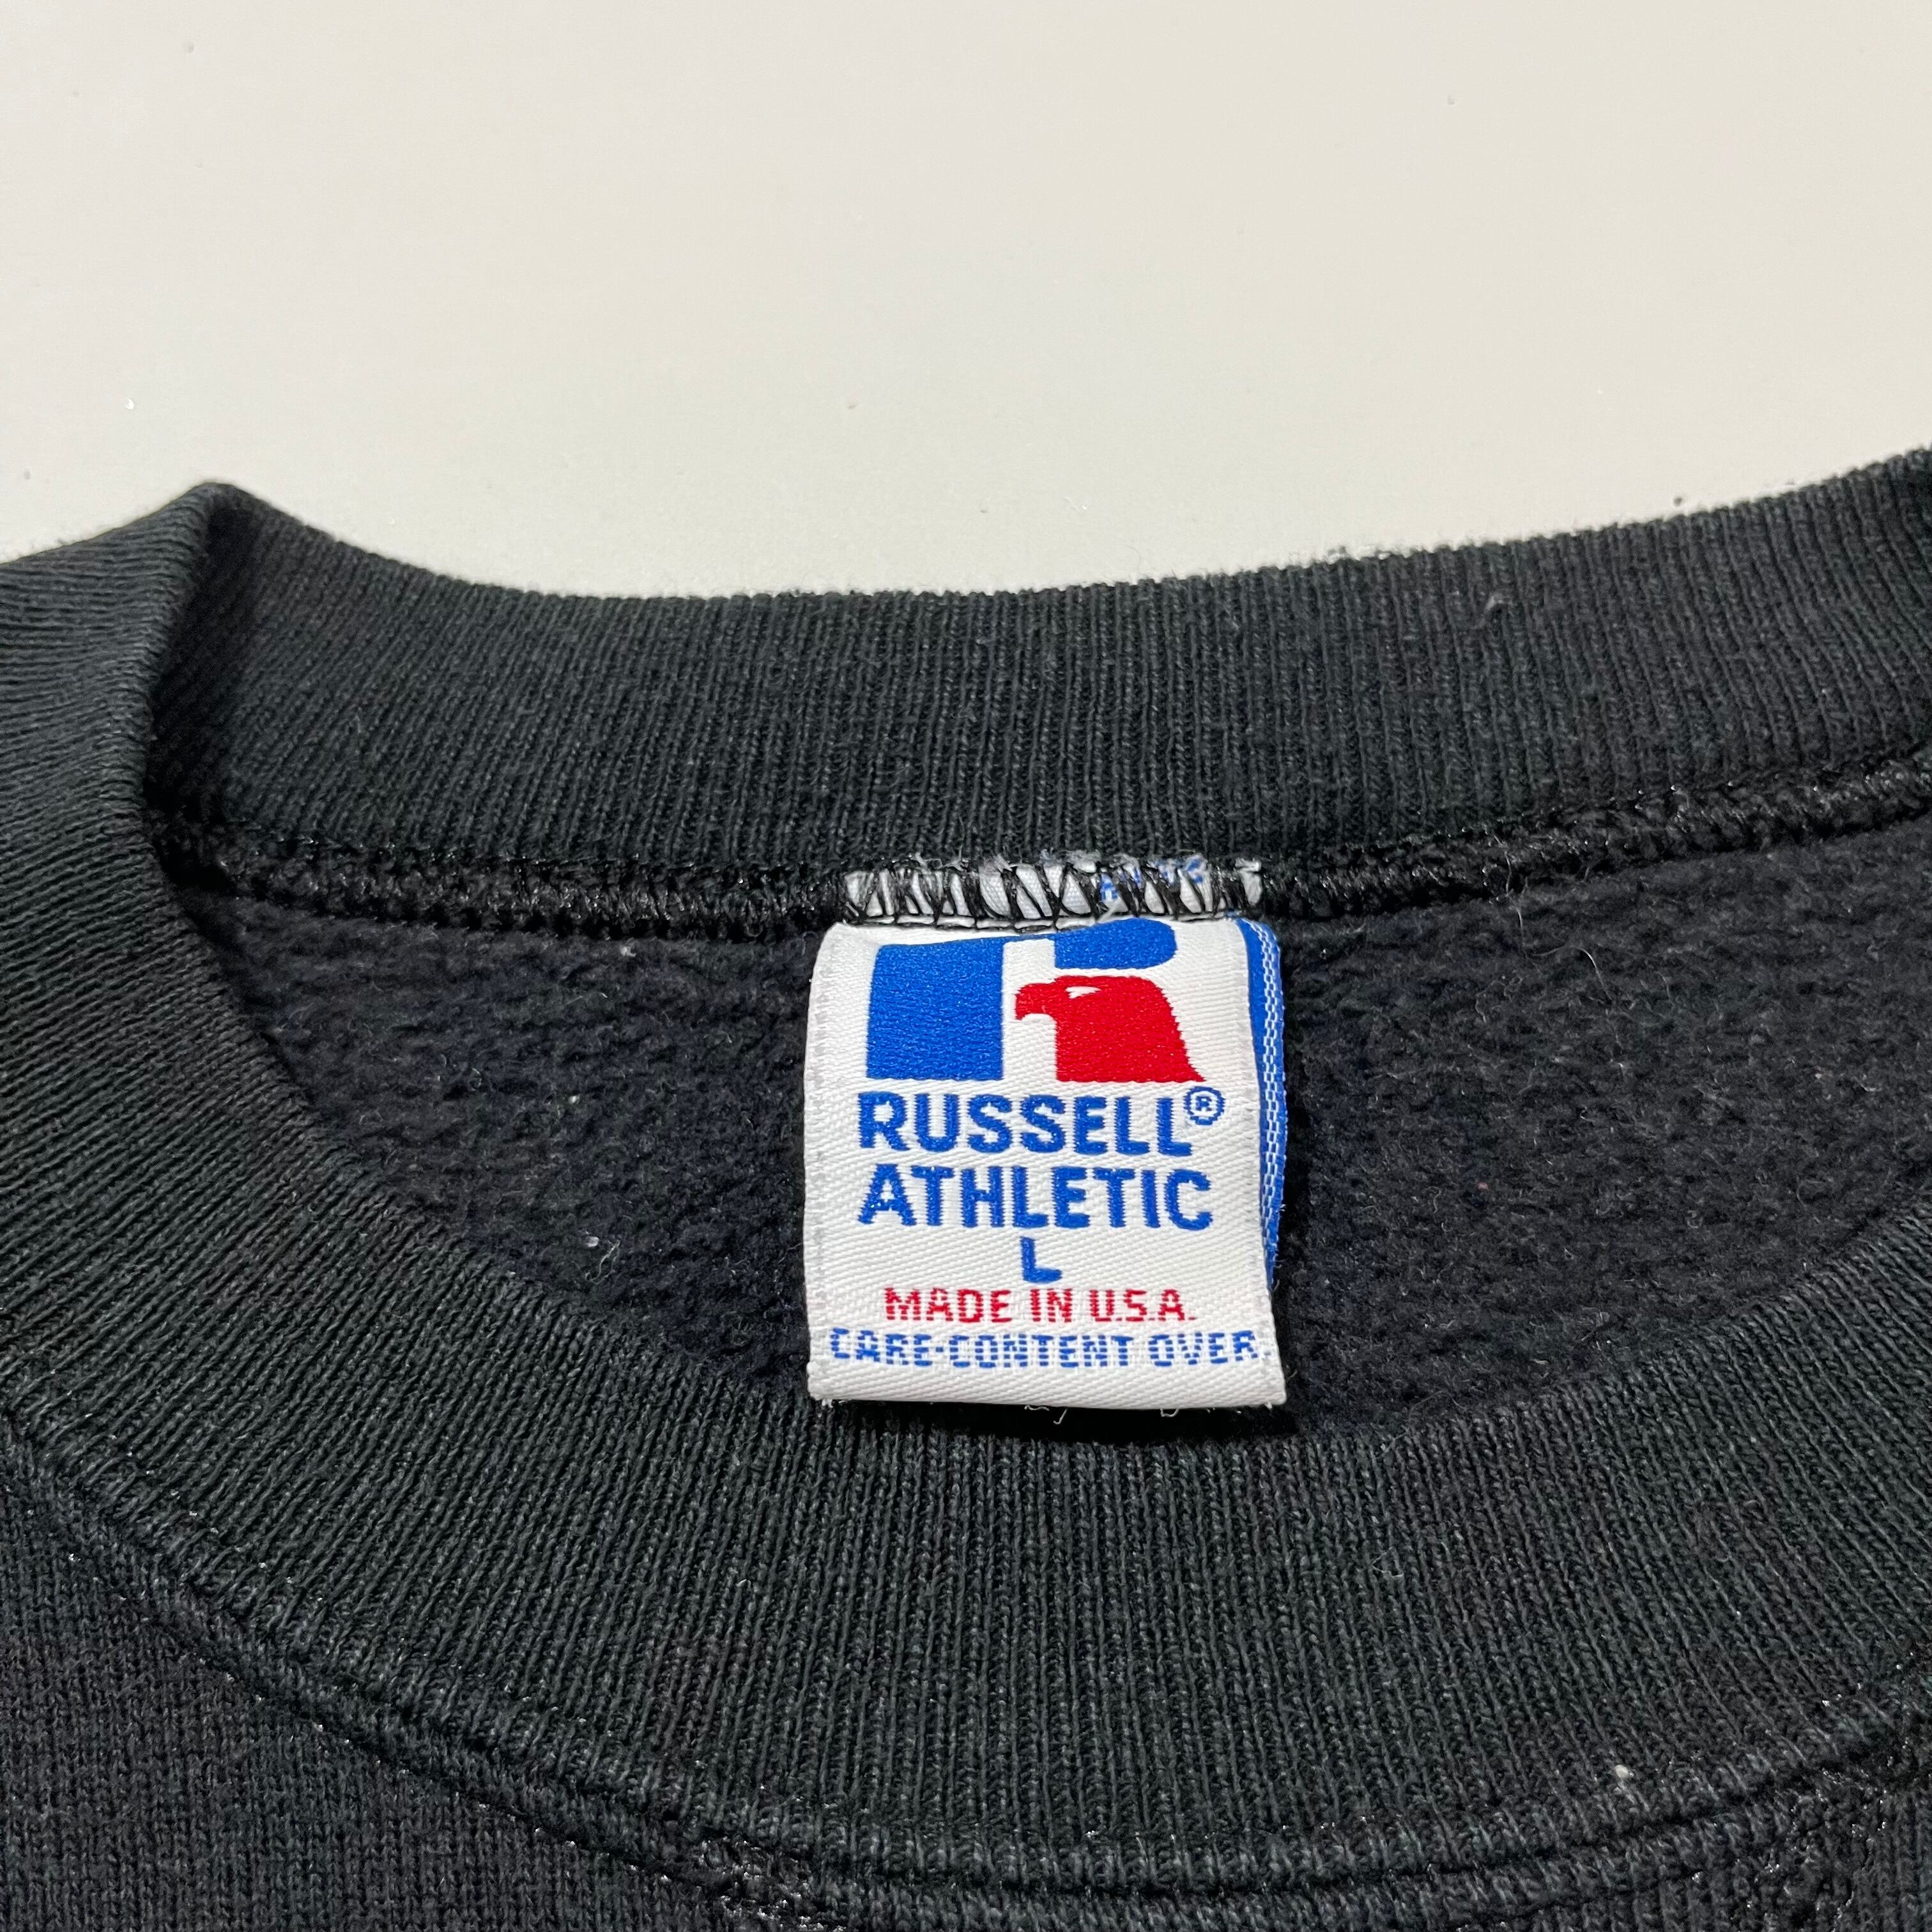 RUSSELL®
ATHLETIC
L
MADE IN U.S.A.
CARE-CONTENT OVER.